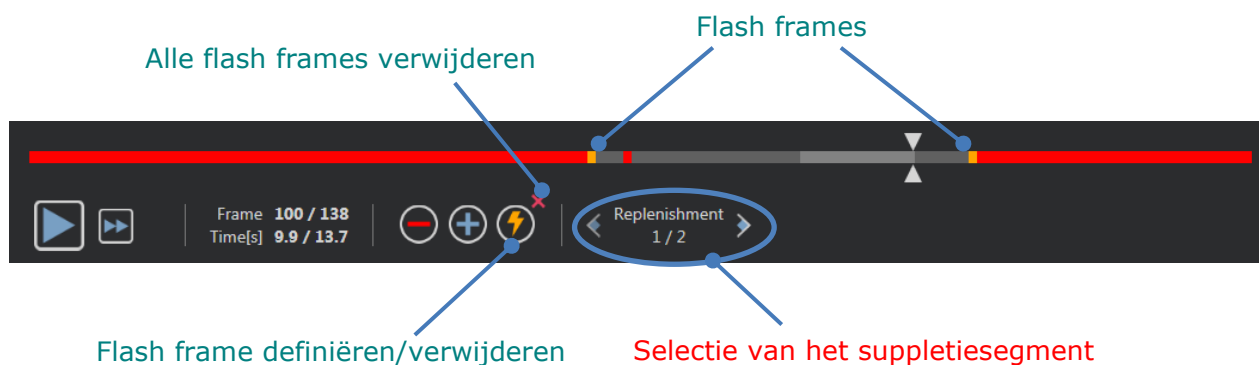 Flash frames
Alle flash frames verwijderen
Frame 100 / 138
Time[s] 9.9 / 13.7
Replenishment
1 / 2
Flash frame definiëren/verwijderen
Selectie van het suppletiesegment